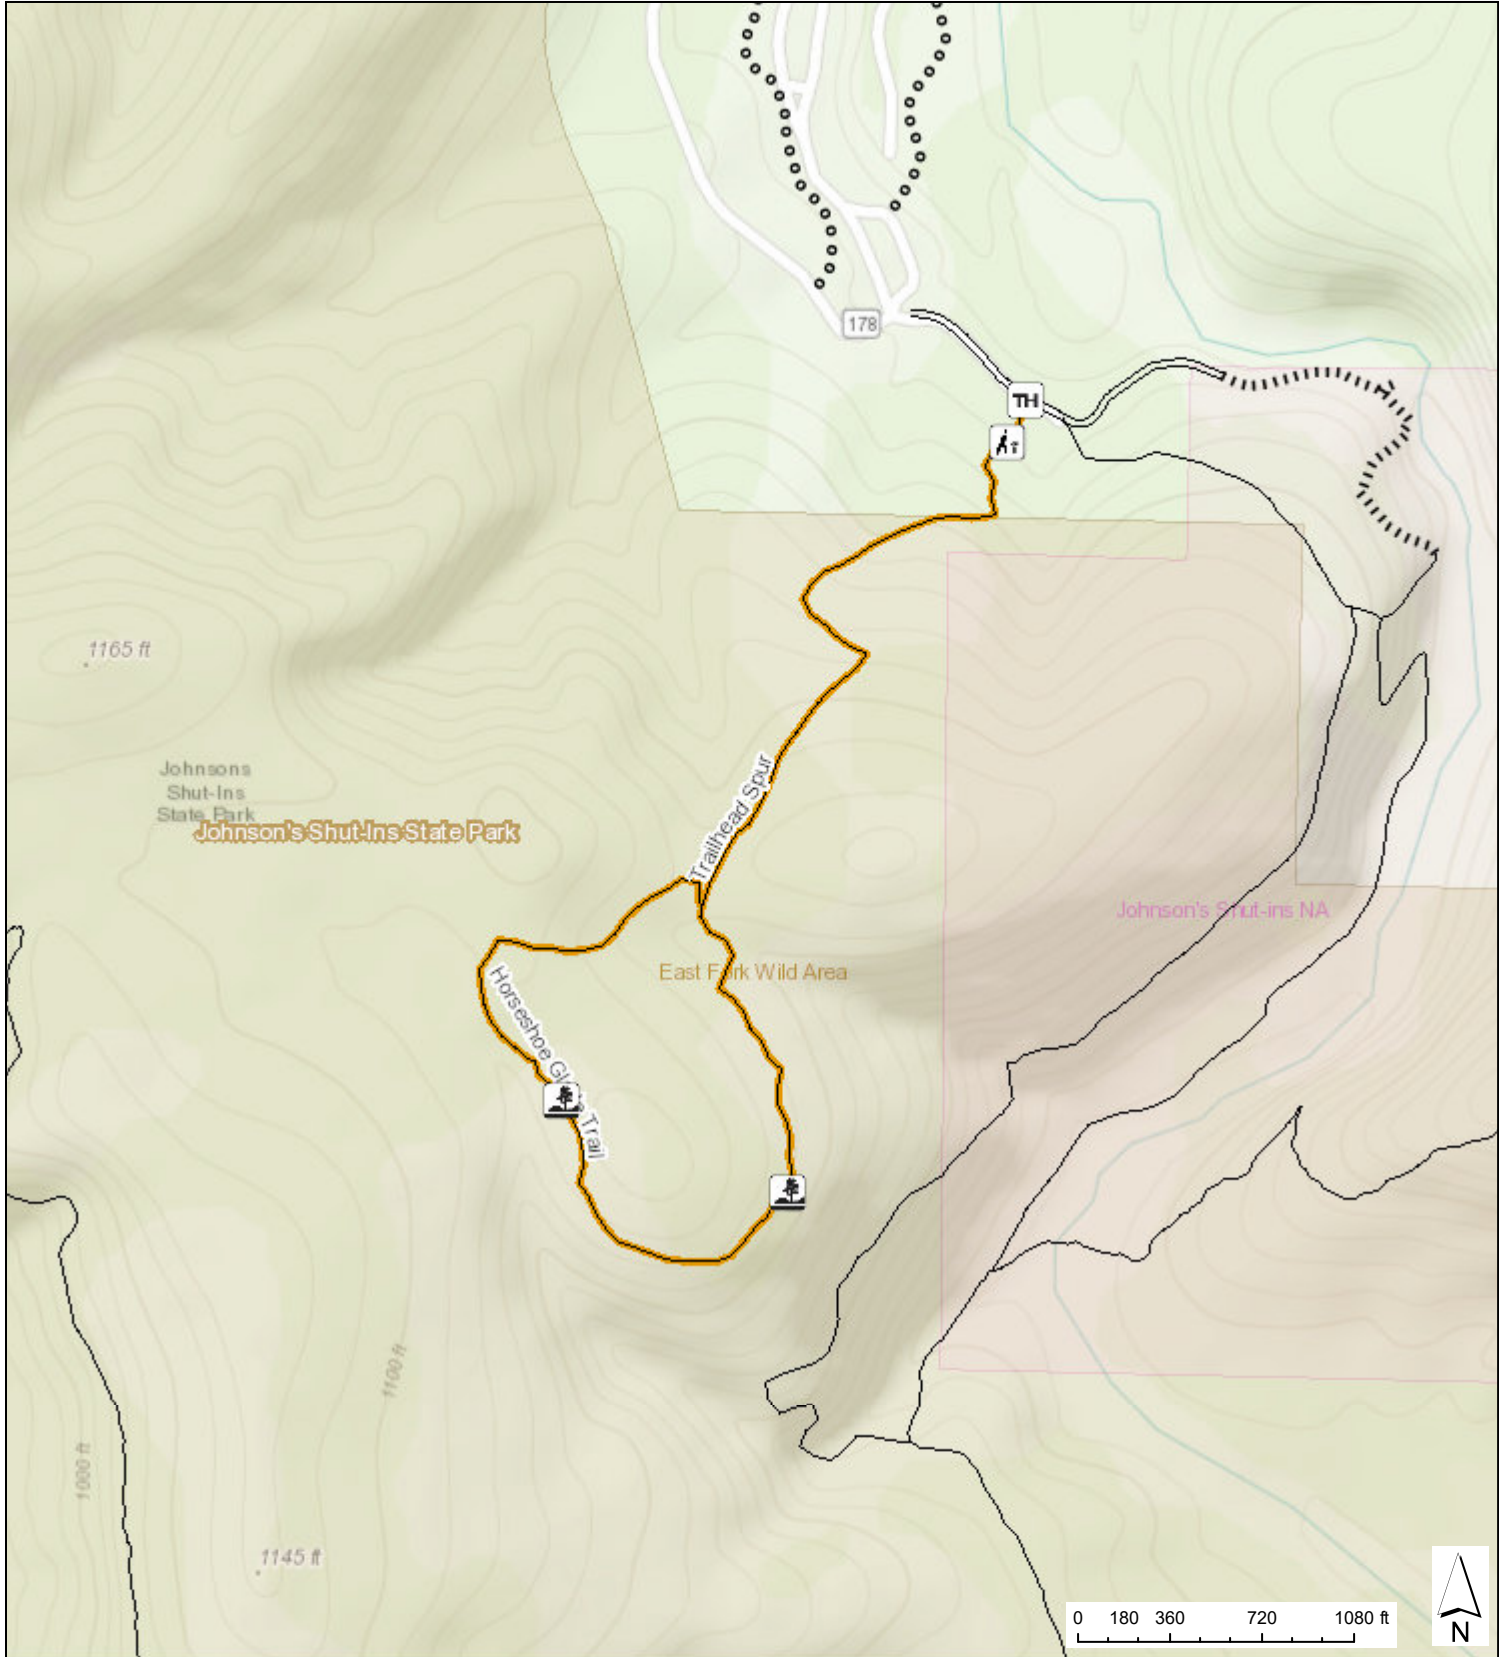 178
TH
1165 ft
Johnsons
Shut-Ins
State Park
Johnson's Shut-Ins State Park
Trailhead Spur
Johnson's Shut-ins NA
East Fork Wild Area
Horseshoe Trail
1100 ft
1000 ft
1145 ft
0 180 360 720 1080 ft
N